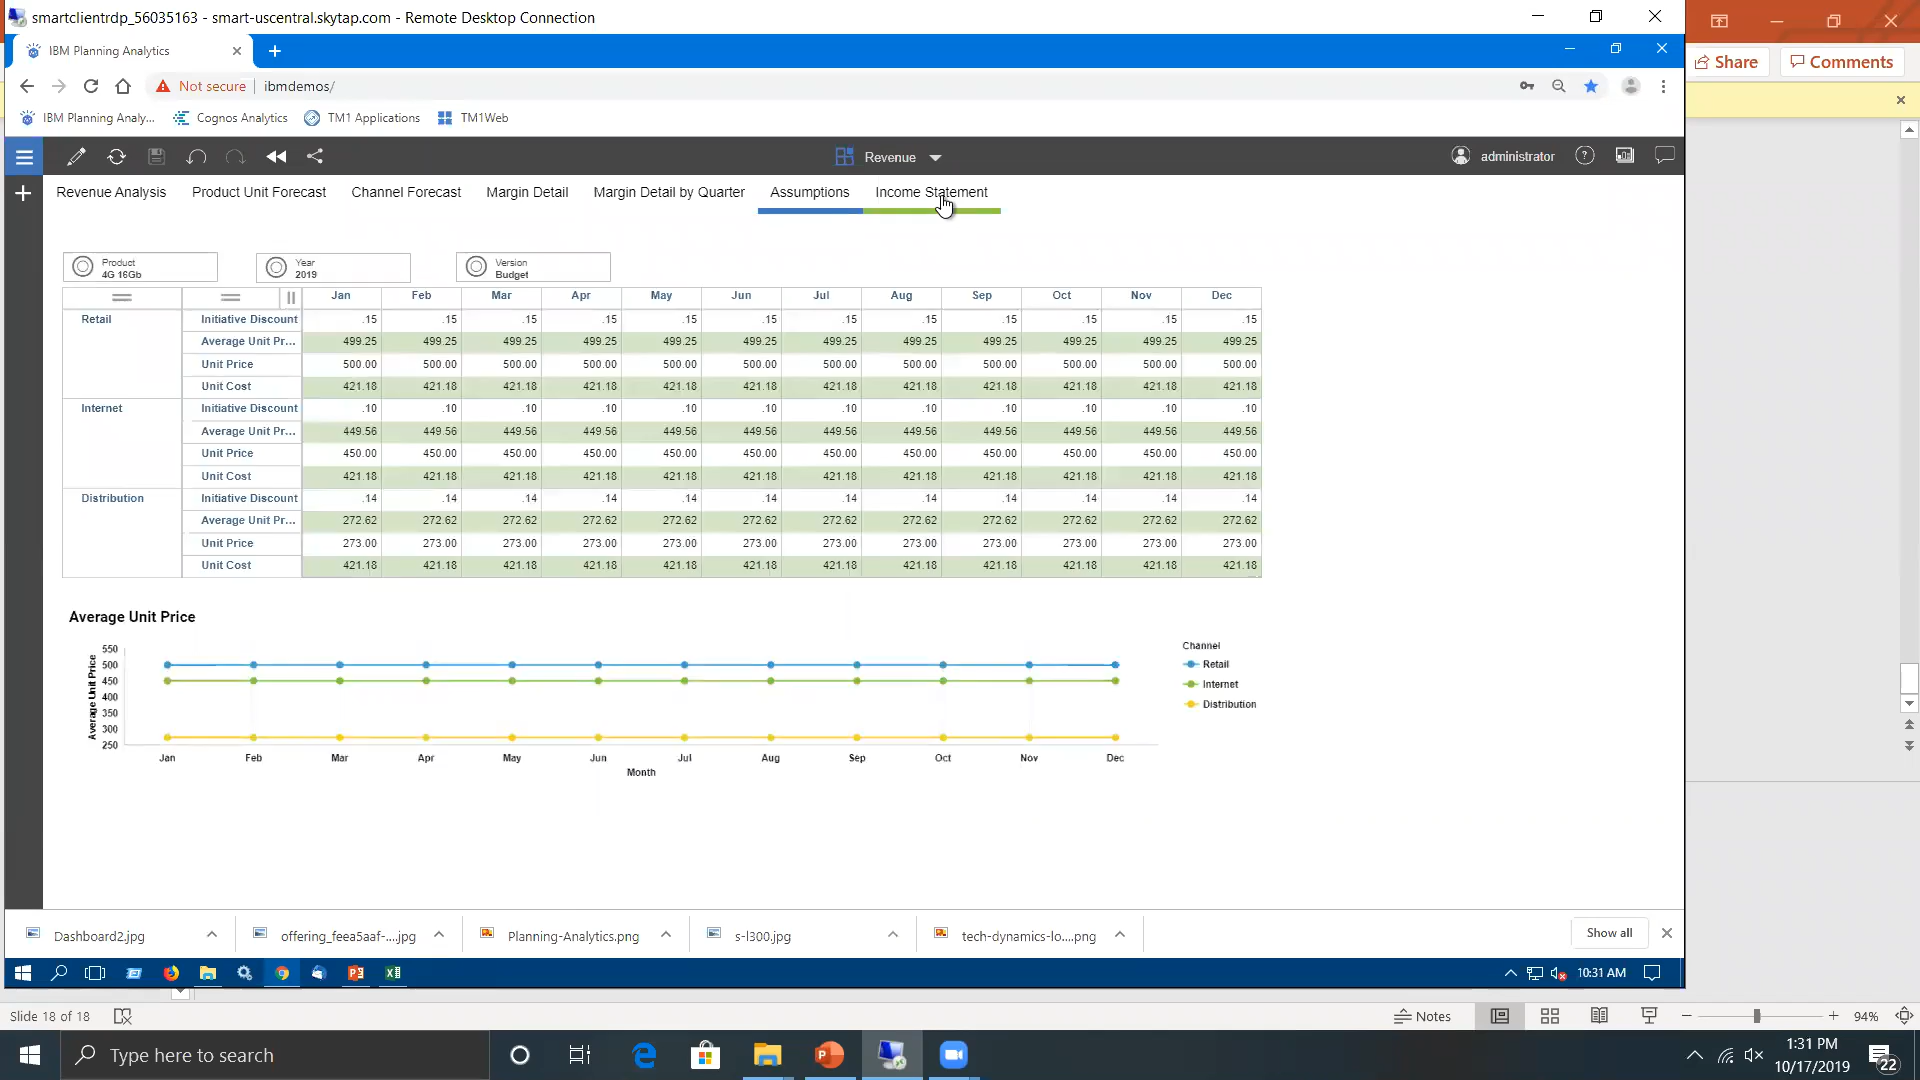 smartclientrdp_56035163 - smart-uscentral.skytap.com - Remote Desktop Connection
IBM Planning Analytics
Share
Comments
Not secure
ibmdemos/
IBM Planning Analy...
Cognos Analytics
TM1 Applications
TM1Web
Revenue
administrator
Revenue Analysis
Product Unit Forecast
Channel Forecast
Margin Detail
Margin Detail by Quarter
Assumptions
Income Statement
Product
4G 16Gb
Year
2019
Version
Budget
Jan Feb Mar Apr May Jun Jul Aug Sep Oct Nov Dec
Retail Initiative Discount .15 .15 .15 .15 .15 .15 .15 .15 .15 .15 .15 .15
Average Unit Pr... 499.25 499.25 499.25 499.25 499.25 499.25 499.25 499.25 499.25 499.25 499.25 499.25
Unit Price 500.00 500.00 500.00 500.00 500.00 500.00 500.00 500.00 500.00 500.00 500.00 500.00
Unit Cost 421.18 421.18 421.18 421.18 421.18 421.18 421.18 421.18 421.18 421.18 421.18 421.18
Internet Initiative Discount .10 .10 .10 .10 .10 .10 .10 .10 .10 .10 .10 .10
Average Unit Pr... 449.56 449.56 449.56 449.56 449.56 449.56 449.56 449.56 449.56 449.56 449.56 449.56
Unit Price 450.00 450.00 450.00 450.00 450.00 450.00 450.00 450.00 450.00 450.00 450.00 450.00
Unit Cost 421.18 421.18 421.18 421.18 421.18 421.18 421.18 421.18 421.18 421.18 421.18 421.18
Distribution Initiative Discount .14 .14 .14 .14 .14 .14 .14 .14 .14 .14 .14 .14
Average Unit Pr... 272.62 272.62 272.62 272.62 272.62 272.62 272.62 272.62 272.62 272.62 272.62 272.62
Unit Price 273.00 273.00 273.00 273.00 273.00 273.00 273.00 273.00 273.00 273.00 273.00 273.00
Unit Cost 421.18 421.18 421.18 421.18 421.18 421.18 421.18 421.18 421.18 421.18 421.18 421.18
Average Unit Price
Average Unit Price
550
500
450
400
350
300
250
Jan Feb Mar Apr May Jun Jul Aug Sep Oct Nov Dec
Month
Channel
Retail
Internet
Distribution
Dashboard2.jpg
offering_feea5aaf-....jpg
Planning-Analytics.png
s-l300.jpg
tech-dynamics-lo....png
Show all
10:31 AM
Slide 18 of 18
Notes
94%
Type here to search
1:31 PM
10/17/2019
22